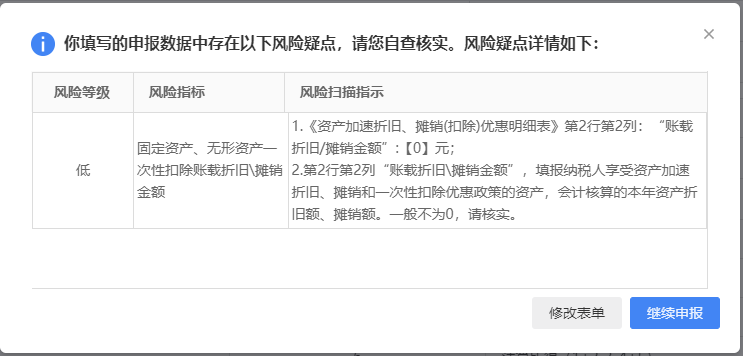 你填写的申报数据中存在以下风险疑点，请您自查核实。风险疑点详情如下：
风险等级 风险指标 风险扫描指示
低
固定资产、无形资产一
次性扣除账载折旧\摊销
金额
1.《资产加速折旧、摊销(扣除)优惠明细表》第2行第2列：“账载
折旧/摊销金额”:【0】元；
2.第2行第2列“账载折旧\摊销金额”，填报纳税人享受资产加速
折旧、摊销和一次性扣除优惠政策的资产，会计核算的本年资产折
旧额、摊销额。一般不为0，请核实。
修改表单 继续申报